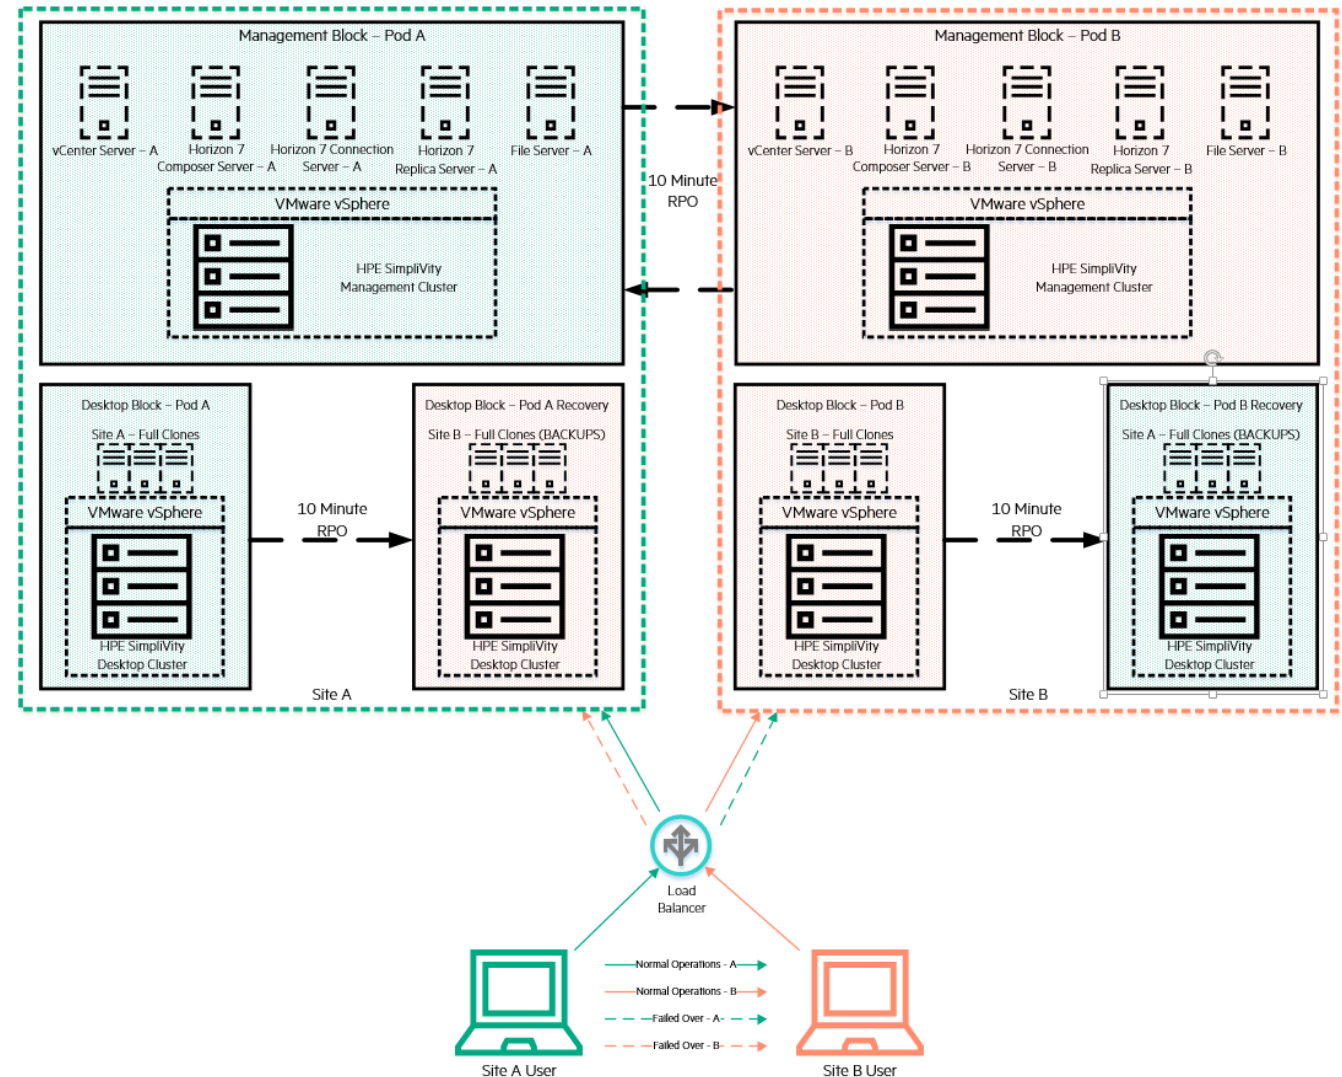 Management Block – Pod A
vCenter Server – A
Horizon 7
Composer Server – A
Horizon 7 Connection
Server – A
Horizon 7
Replica Server – A
File Server – A
VMware vSphere
HPE SimpliVity
Management Cluster
10 Minute
RPO
Management Block – Pod B
vCenter Server – B
Horizon 7
Composer Server – B
Horizon 7 Connection
Server – B
Horizon 7
Replica Server – B
File Server – B
VMware vSphere
HPE SimpliVity
Management Cluster
Desktop Block – Pod A
Site A – Full Clones
VMware vSphere
HPE SimpliVity
Desktop Cluster
10 Minute
RPO
Desktop Block – Pod A Recovery
Site B – Full Clones (BACKUPS)
VMware vSphere
HPE SimpliVity
Desktop Cluster
Site A
Desktop Block – Pod B
Site B – Full Clones
VMware vSphere
HPE SimpliVity
Desktop Cluster
10 Minute
RPO
Desktop Block – Pod B Recovery
Site A – Full Clones (BACKUPS)
VMware vSphere
HPE SimpliVity
Desktop Cluster
Site B
Load
Balancer
Normal Operations - A
Normal Operations - B
Failed Over - A
Failed Over - B
Site A User
Site B User